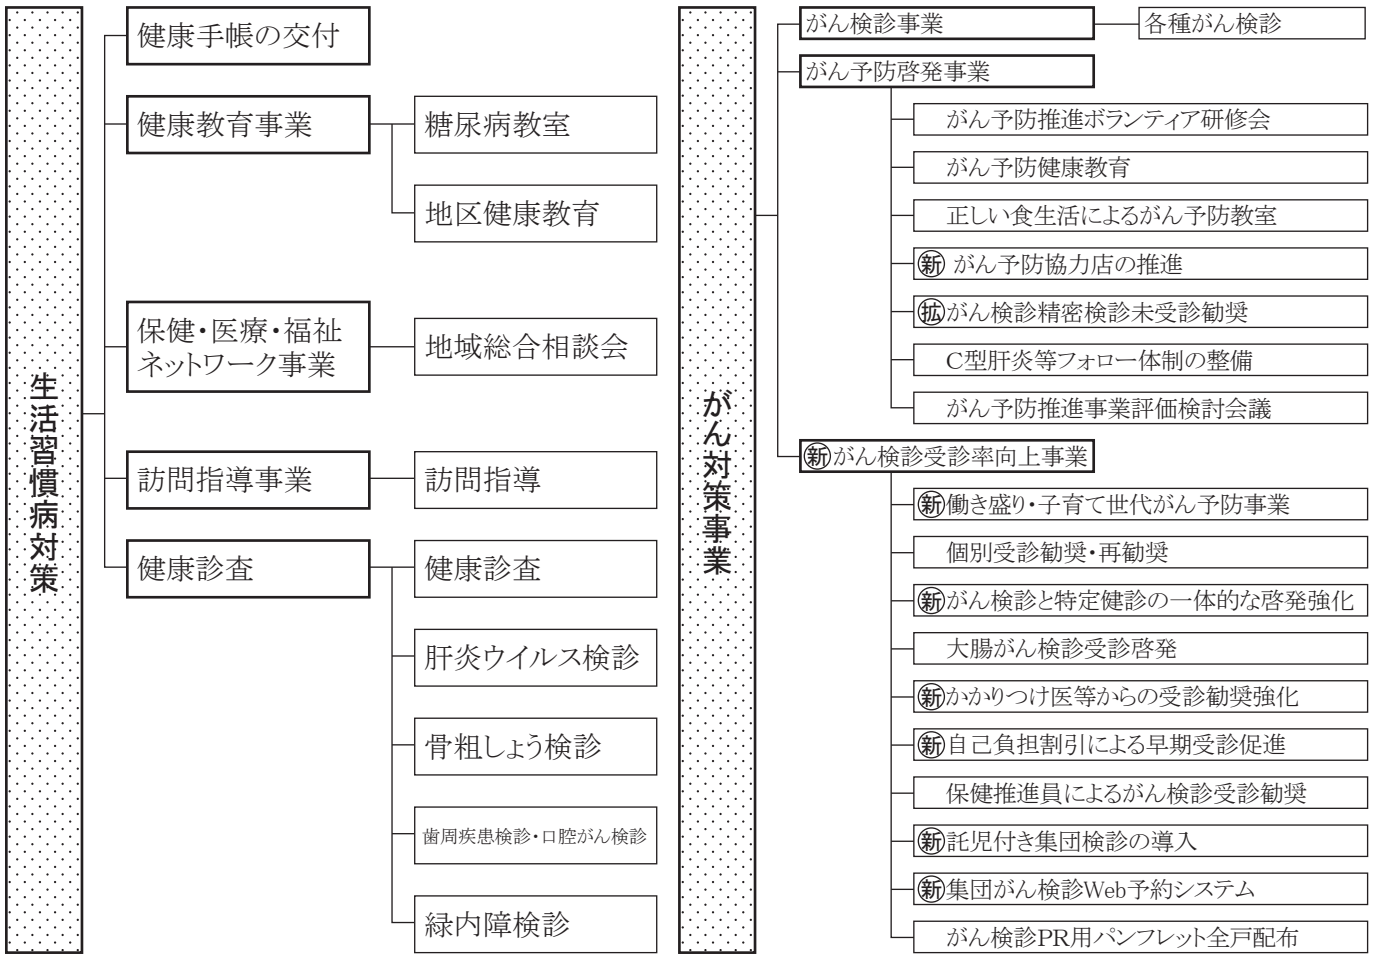 生活習慣病対策
健康手帳の交付
健康教育事業
糖尿病教室
地区健康教育
保健・医療・福祉
ネットワーク事業
地域総合相談会
訪問指導事業
訪問指導
健康診査
健康診査
肝炎ウイルス検診
骨粗しょう検診
歯周疾患検診・口腔がん検診
緑内障検診
がん対策事業
がん検診事業
各種がん検診
がん予防啓発事業
がん予防推進ボランティア研修会
がん予防健康教育
正しい食生活によるがん予防教室
㊟新 がん予防協力店の推進
拡がん検診精密検診未受診勧奨
C型肝炎等フォロー体制の整備
がん予防推進事業評価検討会議
新がん検診受診率向上事業
新働き盛り・子育て世代がん予防事業
個別受診勧奨・再勧奨
新がん検診と特定健診の一体的な啓発強化
大腸がん検診受診啓発
新かかりつけ医等からの受診勧奨強化
新自己負担割引による早期受診促進
保健推進員によるがん検診受診勧奨
新託児付き集団検診の導入
新集団がん検診Web予約システム
がん検診PR用パンフレット全戸配布